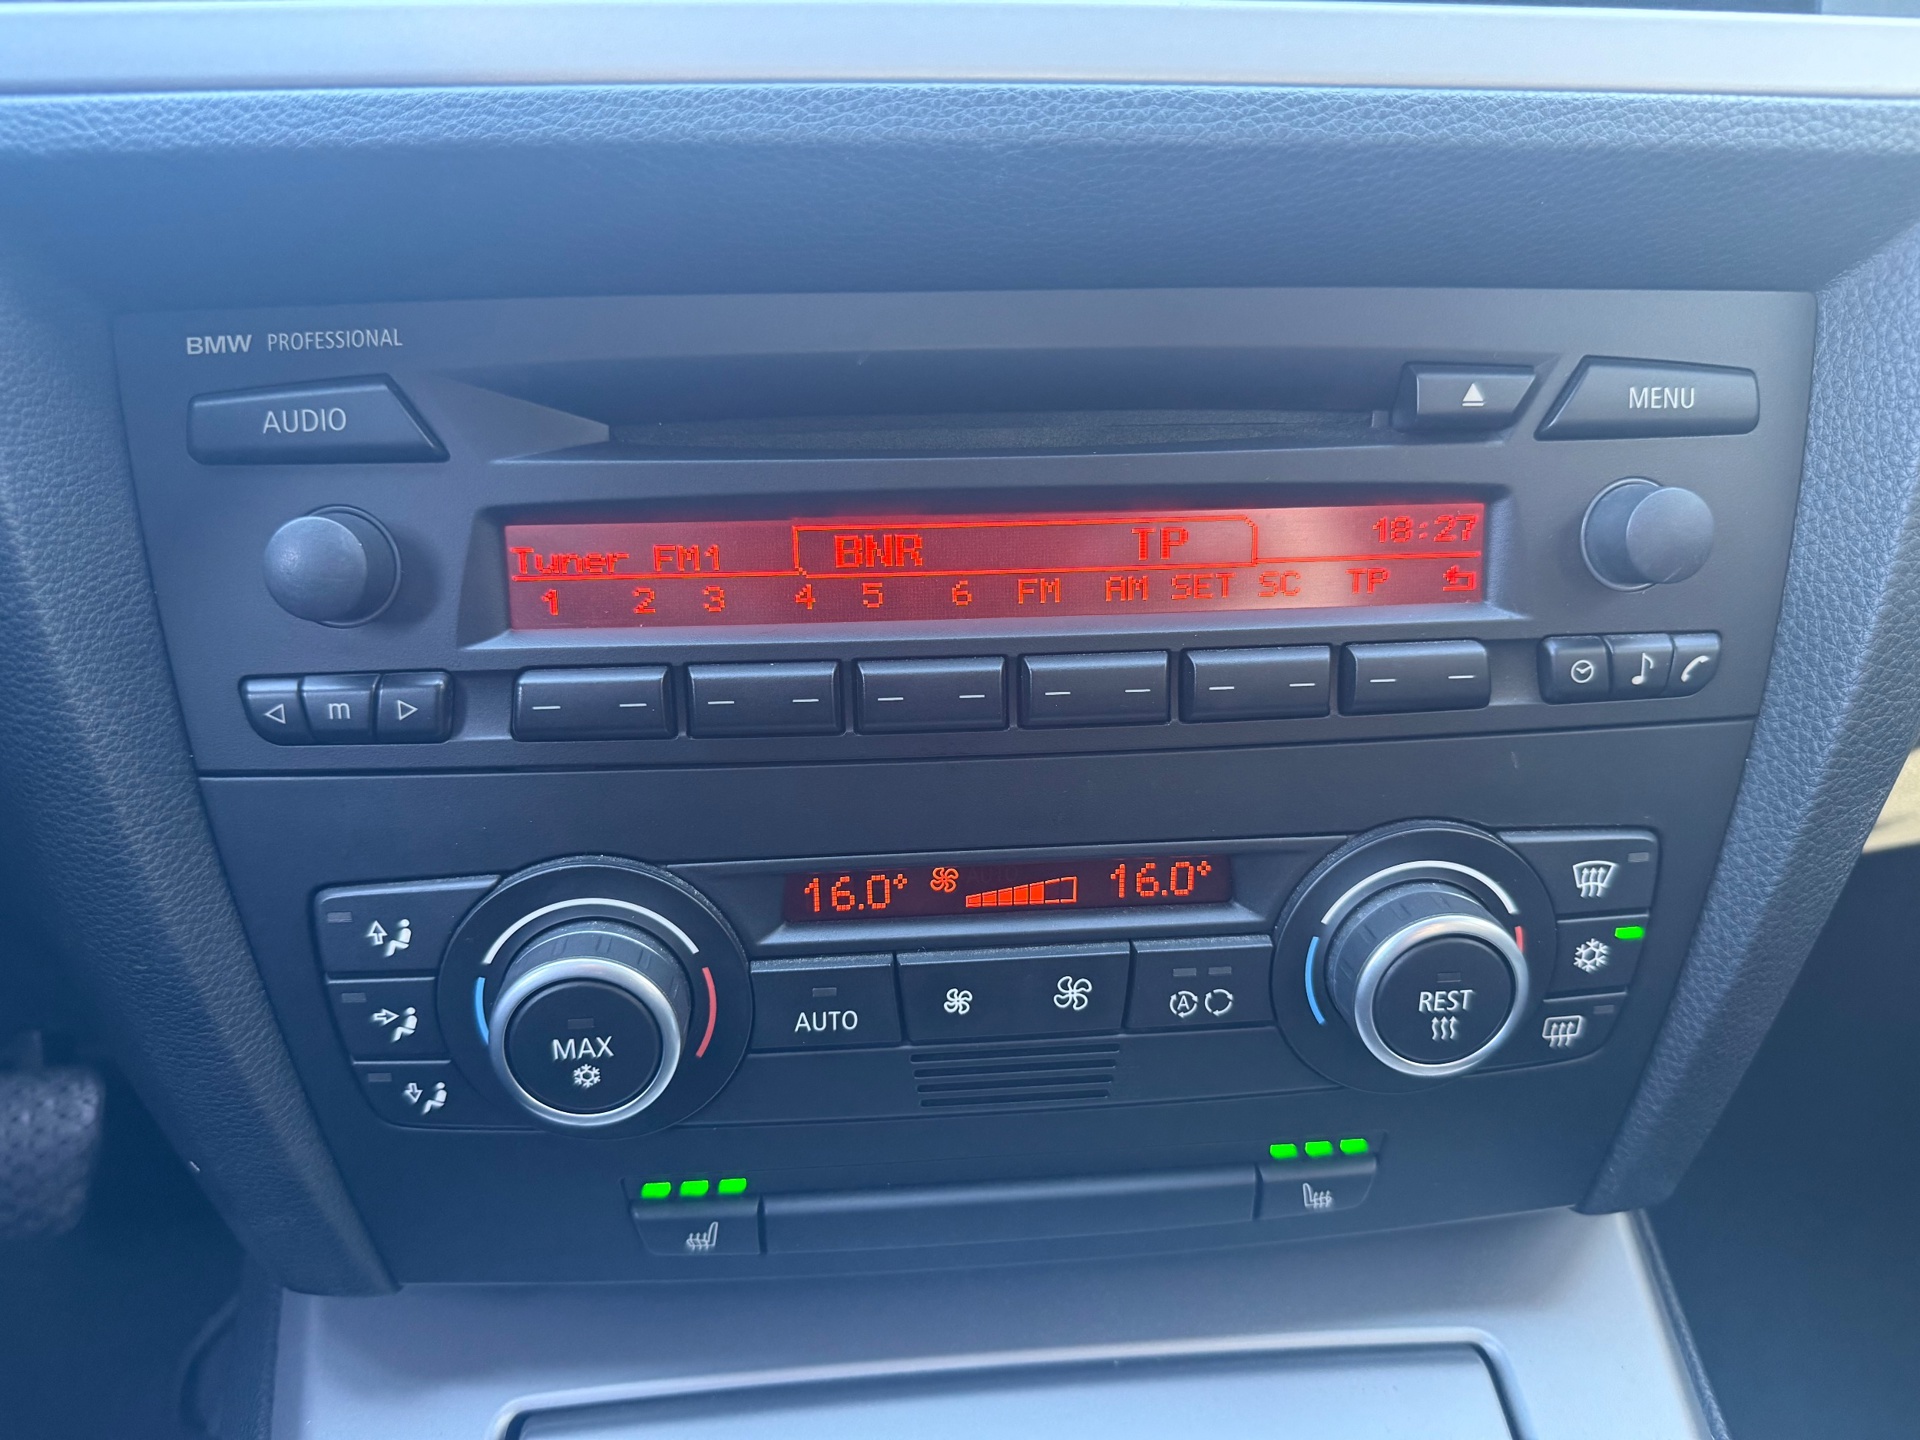 BMW PROFESSIONAL
AUDIO
MENU
Tuner FM1 BNR TP 18:27
1 2 3 4 5 6 FM AM SET SC TP
m
16.0° 16.0°
AUTO
MAX
A
REST